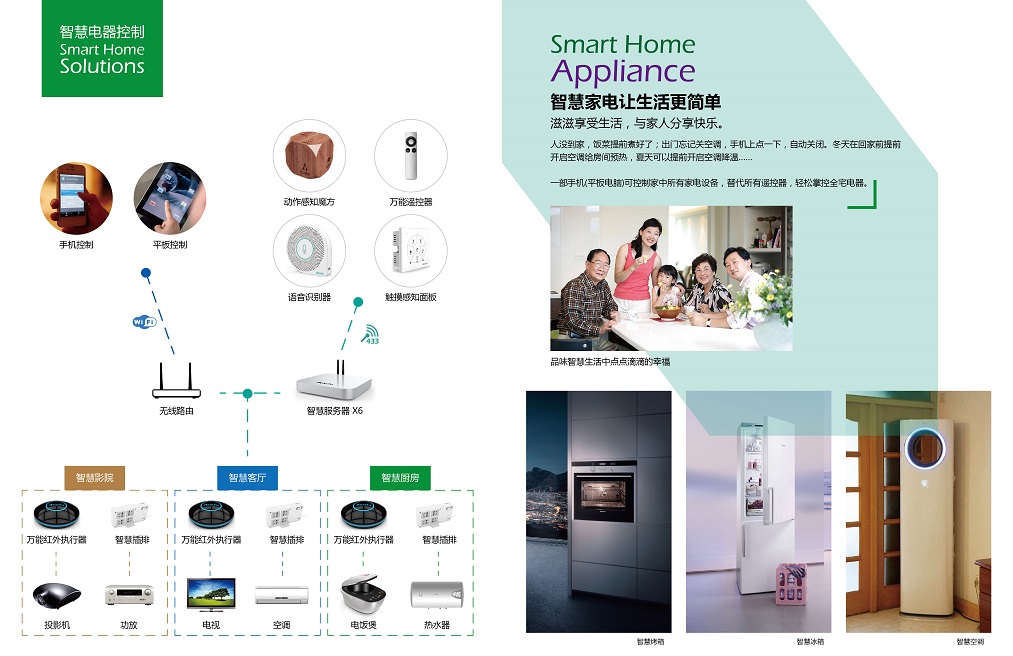 智慧电器控制
Smart Home
Solutions
动作感知魔方
万能遥控器
手机控制
平板控制
语音识别器
触摸感知面板
WiFi
433
无线路由
智慧服务器 X6
智慧影院
智慧客厅
智慧厨房
万能红外执行器
智慧插排
万能红外执行器
智慧插排
万能红外执行器
智慧插排
投影机
功放
电视
空调
电饭煲
热水器
Smart Home
Appliance
智慧家电让生活更简单
滋滋享受生活，与家人分享快乐。
人没到家，饭菜提前煮好了；出门忘记关空调，手机上点一下，自动关闭。冬天在回家前提前
开启空调给房间预热，夏天可以提前开启空调降温......
一部手机(平板电脑)可控制家中所有家电设备，替代所有遥控器，轻松掌控全宅电器。
品味智慧生活中点点滴滴的幸福
智慧烤箱
智慧冰箱
智慧空调